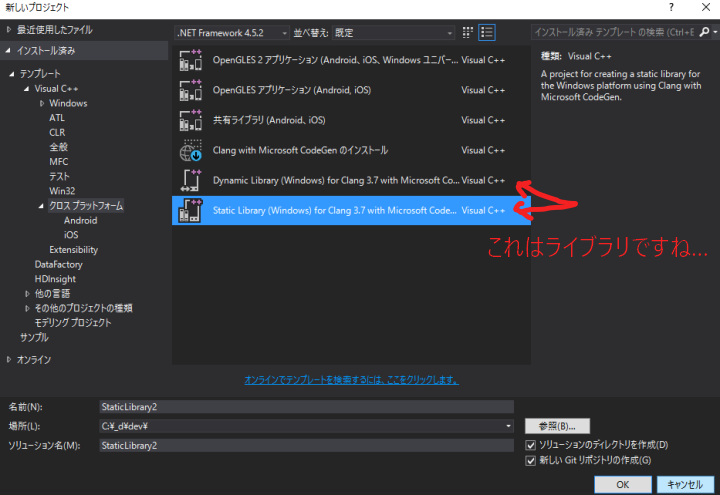 新しいプロジェクト
? ×
最近使用したファイル
インストール済み
テンプレート
Visual C++
Windows
ATL
CLR
全般
MFC
テスト
Win32
クロス プラットフォーム
Android
iOS
Extensibility
DataFactory
HDInsight
他の言語
その他のプロジェクトの種類
モデリング プロジェクト
サンプル
オンライン
.NET Framework 4.5.2 並べ替え: 既定
OpenGLES 2 アプリケーション (Android、iOS、Windows ユニバー... Visual C++
OpenGLES アプリケーション (Android, iOS) Visual C++
共有ライブラリ (Android、iOS) Visual C++
Clang with Microsoft CodeGen のインストール Visual C++
Dynamic Library (Windows) for Clang 3.7 with Microsoft Co... Visual C++
Static Library (Windows) for Clang 3.7 with Microsoft Code... Visual C++
これはライブラリですね...
オンラインでテンプレートを検索するには、ここをクリックします。
インストール済み テンプレート の検索 (Ctrl+E
種類: Visual C++
A project for creating a static library for
the Windows platform using Clang with
Microsoft CodeGen.
名前(N): StaticLibrary2
場所(L): C:¥_d¥dev¥ 参照(B)...
ソリューション名(M): StaticLibrary2
ソリューションのディレクトリを作成(D)
新しい Git リポジトリの作成(G)
OK キャンセル